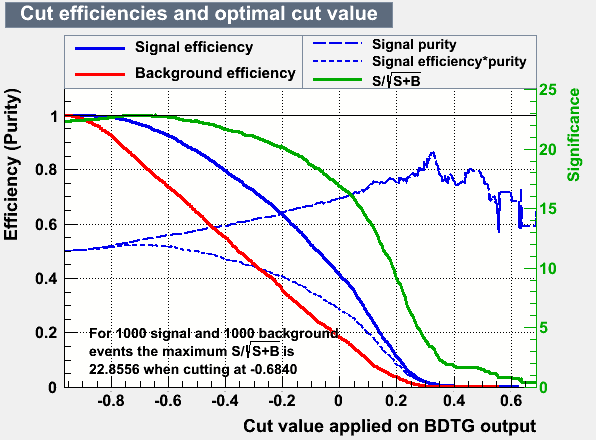 Cut efficiencies and optimal cut value
Signal efficiency
Background efficiency
Signal purity
Signal efficiency*purity
S/√S+B
Efficiency (Purity)
1
0.8
0.6
0.4
0.2
0
25
20
15
10
5
0
Significance
For 1000 signal and 1000 background
events the maximum S/√S+B is
22.8556 when cutting at -0.6840
-0.8 -0.6 -0.4 -0.2 0 0.2 0.4 0.6
Cut value applied on BDTG output